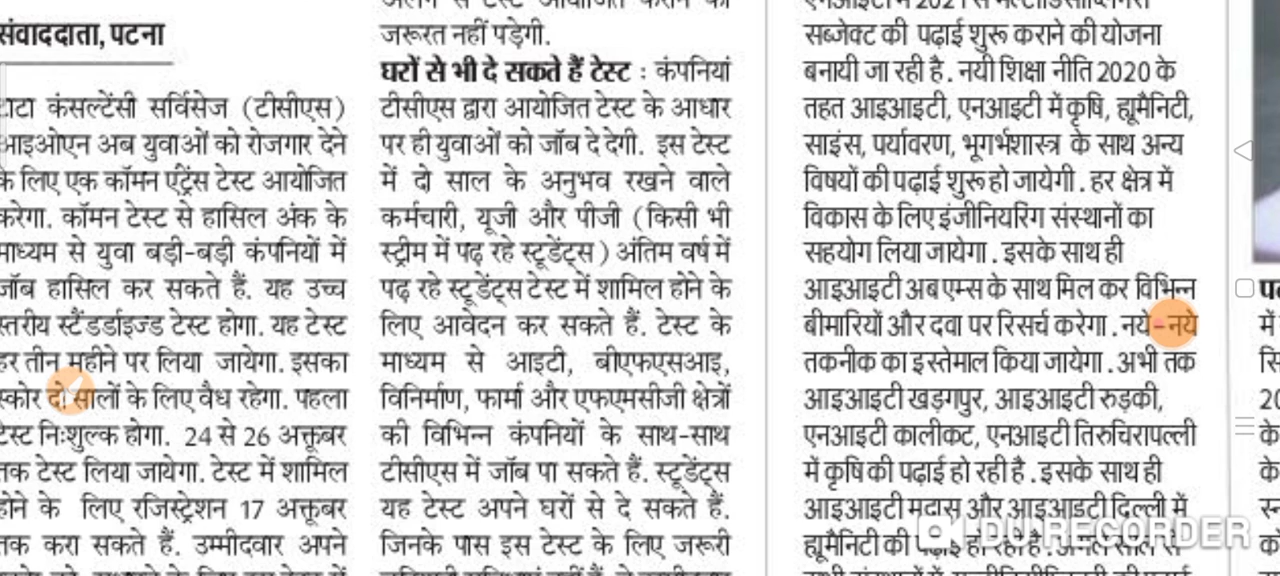 संवाददाता, पटना
टाटा कंसल्टेंसी सर्विसेज (टीसीएस)
आइओएन अब युवाओं को रोजगार देने
के लिए एक कॉमन एंट्रेंस टेस्ट आयोजित
करेगा. कॉमन टेस्ट से हासिल अंक के
माध्यम से युवा बड़ी-बड़ी कंपनियों में
जॉब हासिल कर सकते हैं. यह उच्च
स्तरीय स्टैंडर्डाइज्ड टेस्ट होगा. यह टेस्ट
हर तीन महीने पर लिया जायेगा. इसका
स्कोर दो सालों के लिए वैध रहेगा. पहला
टेस्ट निःशुल्क होगा. 24 से 26 अक्तूबर
तक टेस्ट लिया जायेगा. टेस्ट में शामिल
होने के लिए रजिस्ट्रेशन 17 अक्तूबर
तक करा सकते हैं. उम्मीदवार अपने
जरूरत नहीं पड़ेगी.
घरों से भी दे सकते हैं टेस्ट : कंपनियां
टीसीएस द्वारा आयोजित टेस्ट के आधार
पर ही युवाओं को जॉब दे देगी. इस टेस्ट
में दो साल के अनुभव रखने वाले
कर्मचारी, यूजी और पीजी (किसी भी
स्ट्रीम में पढ़ रहे स्टूडेंट्स) अंतिम वर्ष में
पढ़ रहे स्टूडेंट्स टेस्ट में शामिल होने के
लिए आवेदन कर सकते हैं. टेस्ट के
माध्यम से आइटी, बीएफएसआइ,
विनिर्माण, फार्मा और एफएमसीजी क्षेत्रों
की विभिन्न कंपनियों के साथ-साथ
टीसीएस में जॉब पा सकते हैं. स्टूडेंट्स
यह टेस्ट अपने घरों से दे सकते हैं.
जिनके पास इस टेस्ट के लिए जरूरी
सब्जेक्ट की पढ़ाई शुरू कराने की योजना
बनायी जा रही है. नयी शिक्षा नीति 2020 के
तहत आइआइटी, एनआइटी में कृषि, ह्यूमैनिटी,
साइंस, पर्यावरण, भूगर्भशास्त्र के साथ अन्य
विषयों की पढ़ाई शुरू हो जायेगी. हर क्षेत्र में
विकास के लिए इंजीनियरिंग संस्थानों का
सहयोग लिया जायेगा. इसके साथ ही
आइआइटी अब एम्स के साथ मिल कर विभिन्न
बीमारियों और दवा पर रिसर्च करेगा. नये-नये
तकनीक का इस्तेमाल किया जायेगा. अभी तक
आइआइटी खड़गपुर, आइआइटी रुड़की,
एनआइटी कालीकट, एनआइटी तिरुचिरापल्ली
में कृषि की पढ़ाई हो रही है. इसके साथ ही
आइआइटी मद्रास और आइआइटी दिल्ली में
ह्यूमैनिटी की पढ़ाई हो रही है. अगले साल से
DU RECORDER
में
के
के